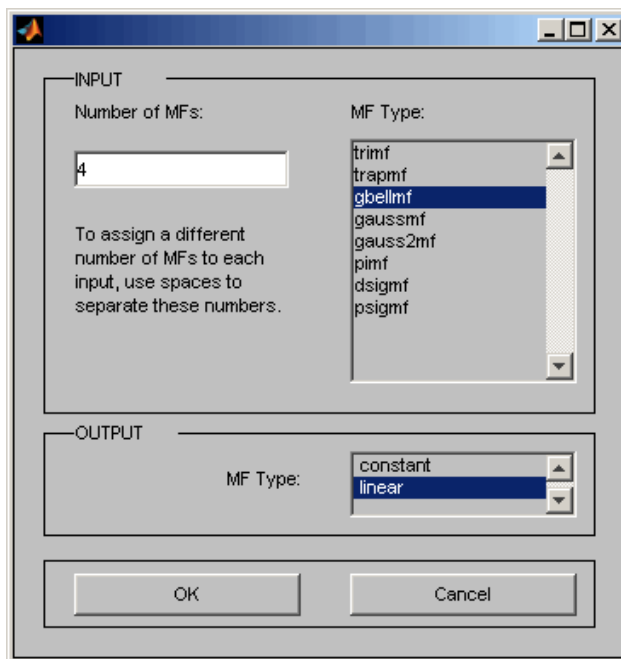 INPUT
Number of MFs:
4
To assign a different
number of MFs to each
input, use spaces to
separate these numbers.
MF Type:
trimf
trapmf
gbellmf
gaussmf
gauss2mf
pimf
dsigmf
psigmf
OUTPUT
MF Type:
constant
linear
OK
Cancel